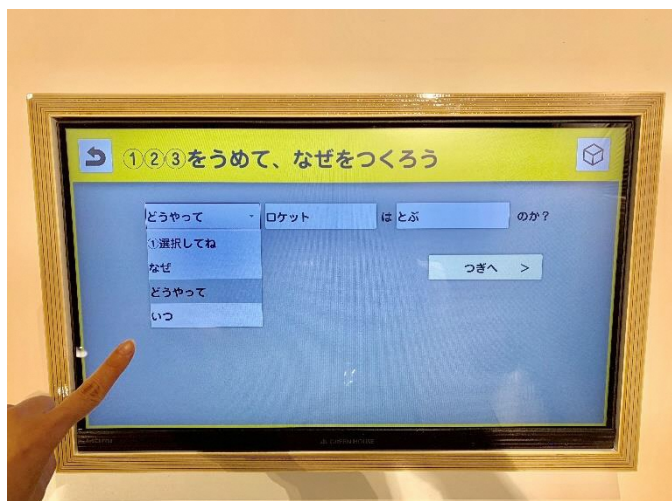 ①②③をうめて、なぜをつくろう
どうやって ロケット は とぶ のか？
①選択してね
なぜ
どうやって
いつ
つぎへ >